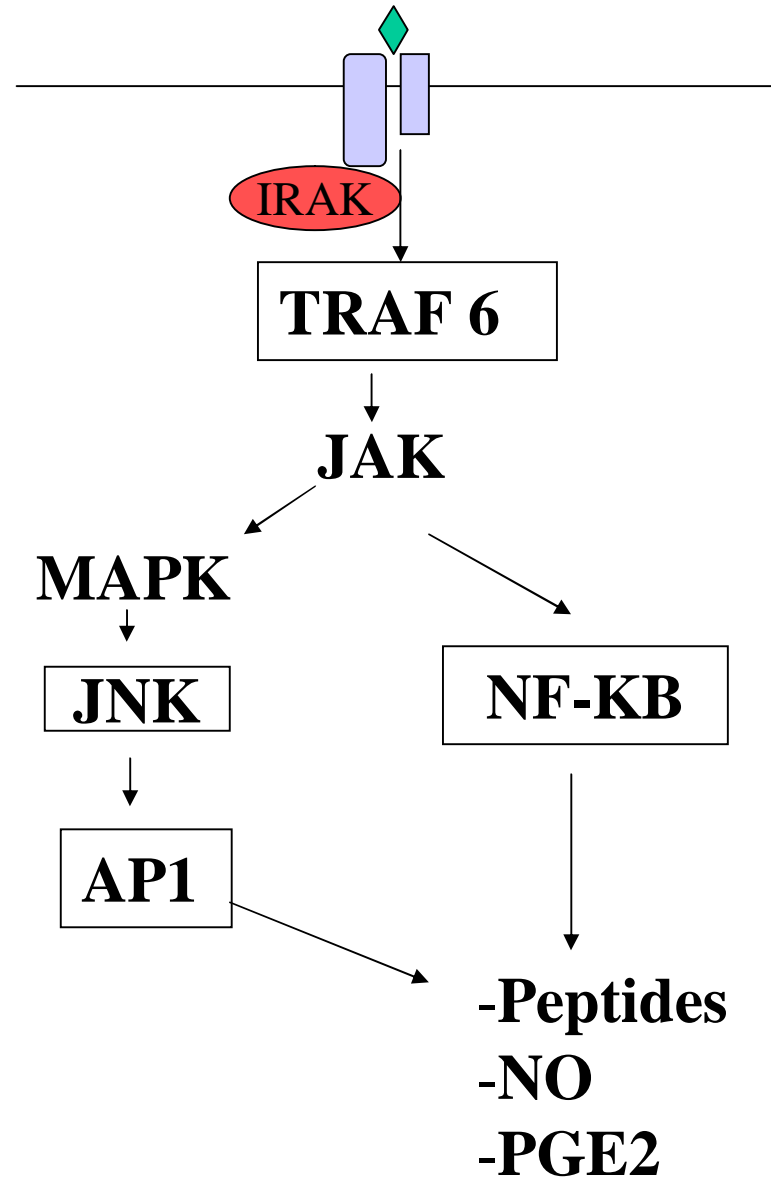 IRAK
TRAF 6
JAK
MAPK
JNK
NF-KB
AP1
-Peptides
-NO
-PGE2